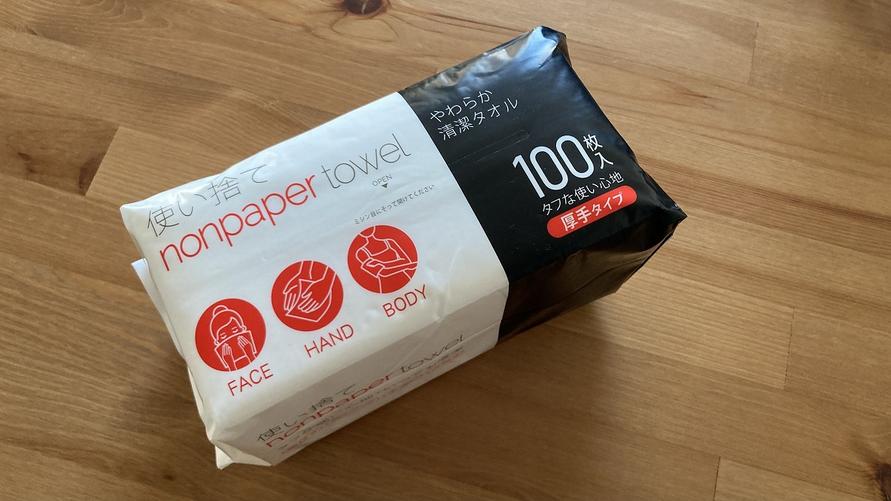 使い捨て
nonpaper towel
OPEN
ミシン目にそって開けてください
FACE
HAND
BODY
やわらか
清潔タオル
100枚入
タフな使い心地
厚手タイプ
使い捨て
nonpaper towel